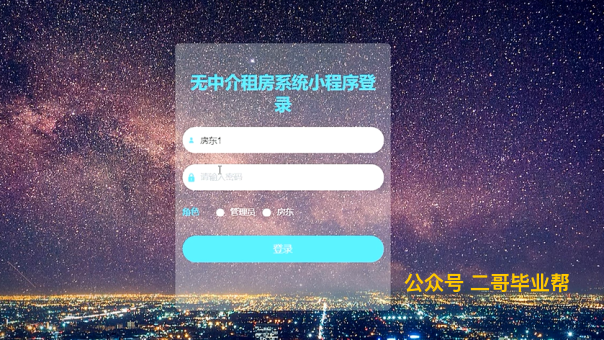 无中介租房系统小程序登
录
房东1
请输入密码
角色 管理员 房东
登录
公众号 二哥毕业帮